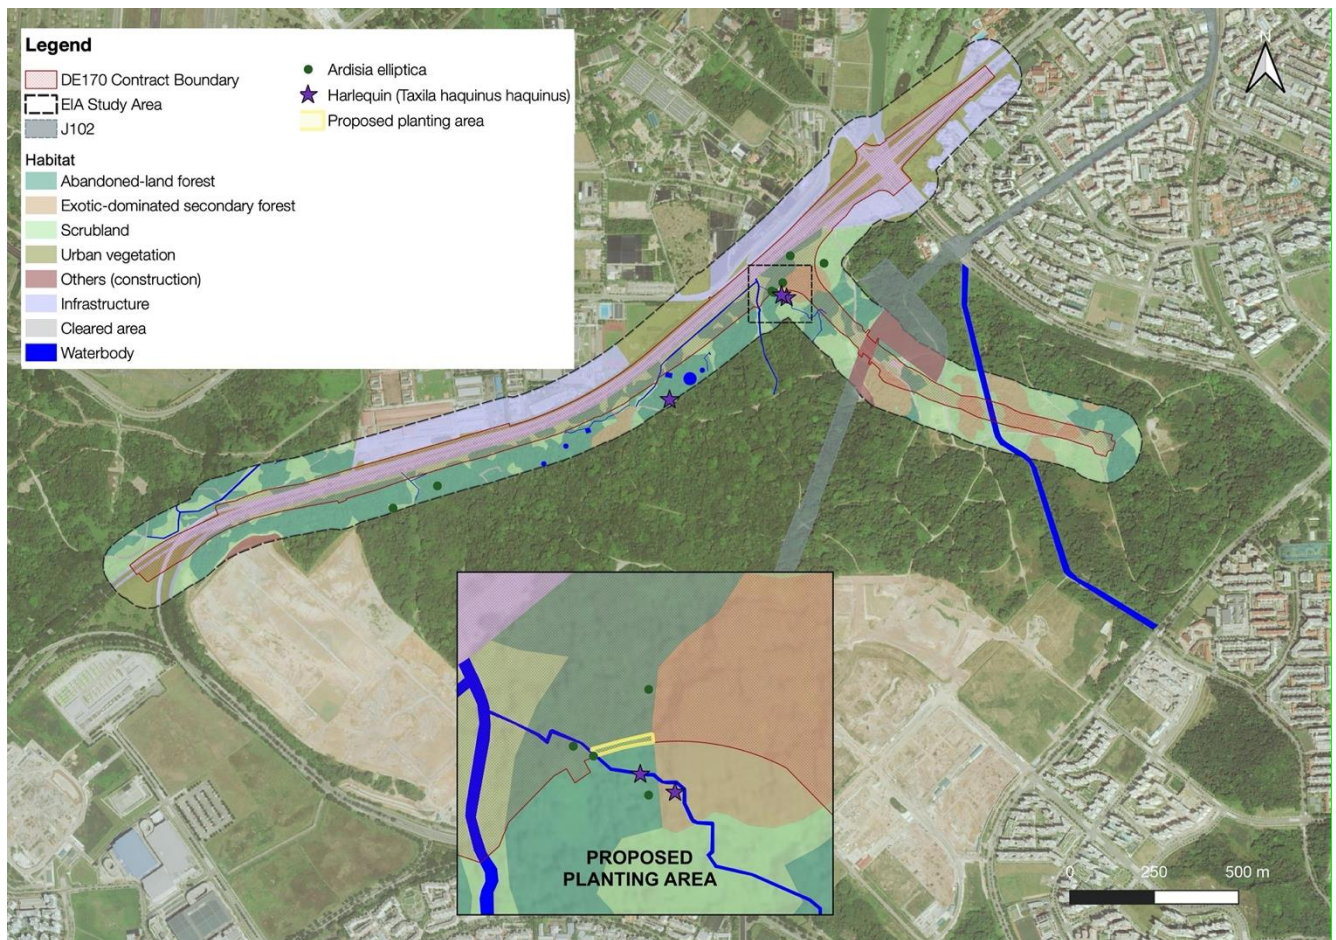 Legend
DE170 Contract Boundary
EIA Study Area
J102
Ardisia elliptica
Harlequin (Taxila haquinus haquinus)
Proposed planting area
Habitat
Abandoned-land forest
Exotic-dominated secondary forest
Scrubland
Urban vegetation
Others (construction)
Infrastructure
Cleared area
Waterbody
N
PROPOSED
PLANTING AREA
0 250 500 m